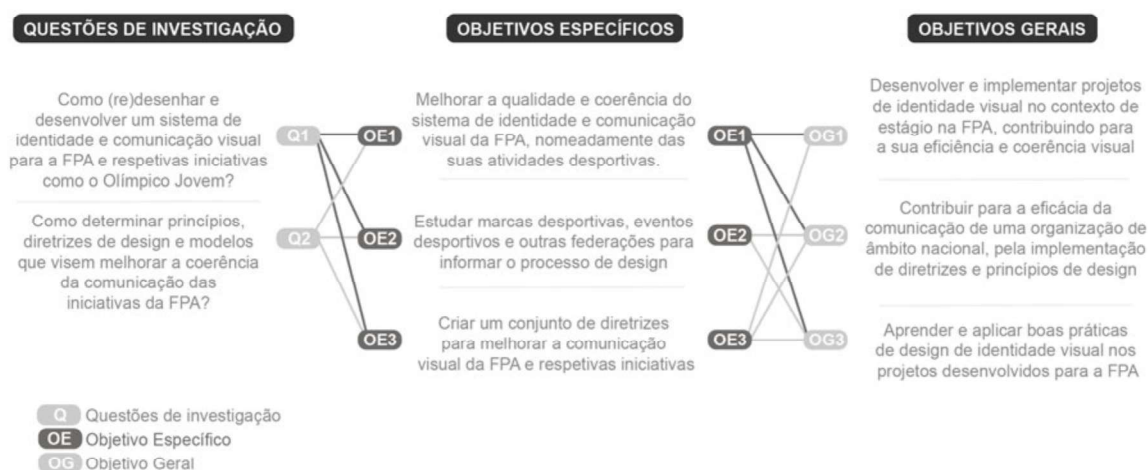 QUESTÕES DE INVESTIGAÇÃO
Como (re)desenhar e
desenvolver um sistema de
identidade e comunicação visual
para a FPA e respetivas iniciativas
como o Olímpico Jovem?
Como determinar princípios,
diretrizes de design e modelos
que visem melhorar a coerência
da comunicação das
iniciativas da FPA?
Q1
Q2
OE1
OE2
OE3
OBJETIVOS ESPECÍFICOS
Melhorar a qualidade e coerência do
sistema de identidade e comunicação
visual da FPA, nomeadamente das
suas atividades desportivas.
Estudar marcas desportivas, eventos
desportivos e outras federações para
informar o processo de design
Criar um conjunto de diretrizes
para melhorar a comunicação
visual da FPA e respetivas iniciativas
OE1
OE2
OE3
OG1
OG2
OG3
OBJETIVOS GERAIS
Desenvolver e implementar projetos
de identidade visual no contexto de
estágio na FPA, contribuindo para
a sua eficiência e coerência visual
Contribuir para a eficácia da
comunicação de uma organização de
âmbito nacional, pela implementação
de diretrizes e princípios de design
Aprender e aplicar boas práticas
de design de identidade visual nos
projetos desenvolvidos para a FPA
Q Questões de investigação
OE Objetivo Específico
OG Objetivo Geral